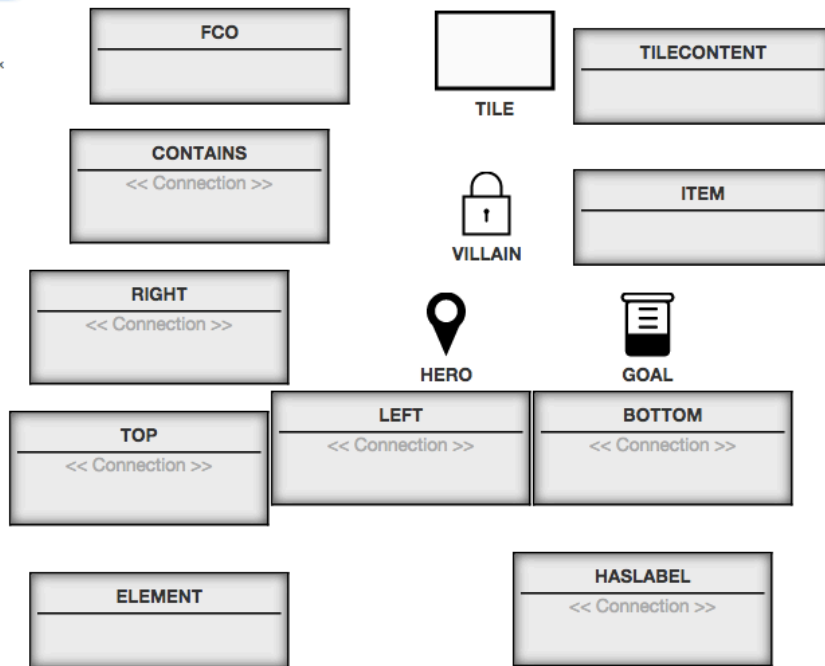 FCO
TILECONTENT
TILE
CONTAINS
<< Connection >>
ITEM
VILLAIN
RIGHT
<< Connection >>
HERO
GOAL
LEFT
<< Connection >>
BOTTOM
<< Connection >>
TOP
<< Connection >>
HASLABEL
<< Connection >>
ELEMENT